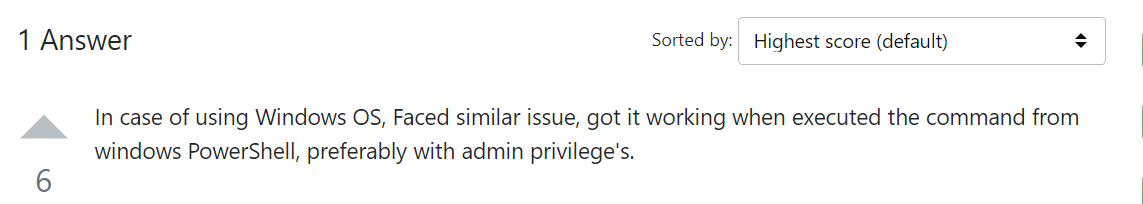 1 Answer
Sorted by: Highest score (default)
In case of using Windows OS, Faced similar issue, got it working when executed the command from
windows PowerShell, preferably with admin privilege's.
6